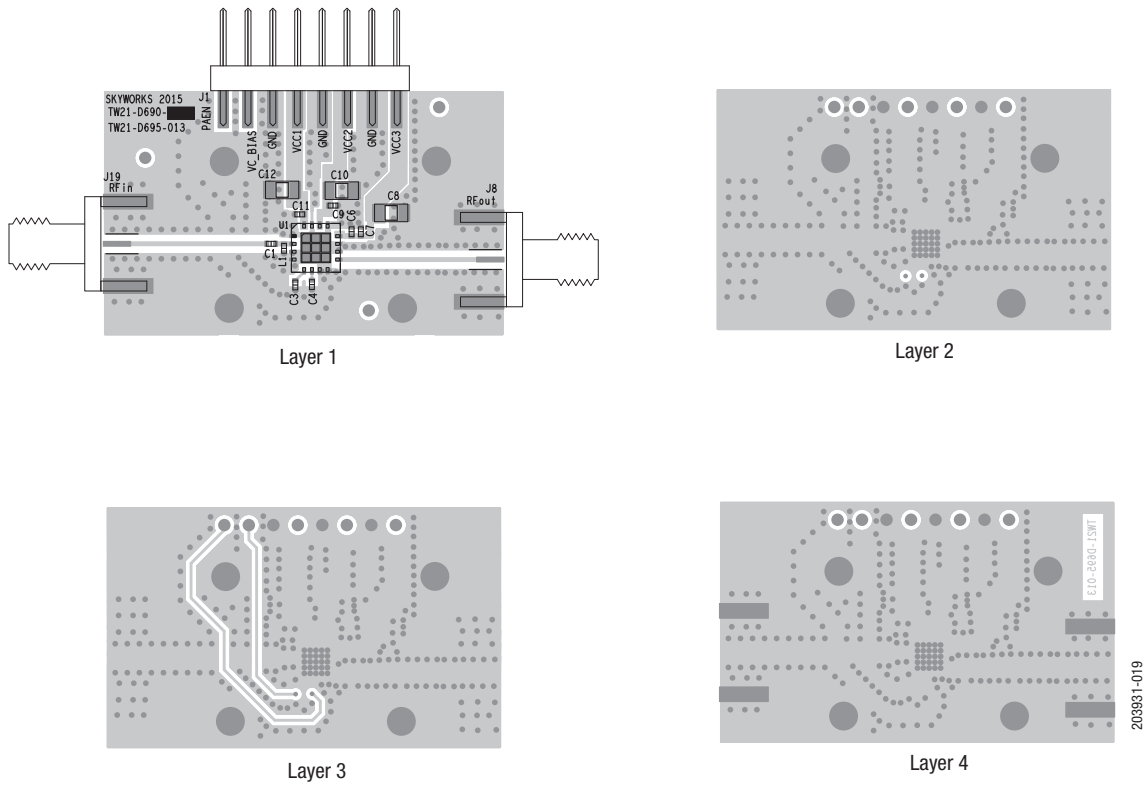 SKYWORKS 2015
TW21-D690-
TW21-D695-013
J1
PAEN
VC_BIAS
GND
VCC1
GND
VCC2
GND
VCC3
J19
RFin
C12
C10
C8
J8
RFout
C11
C9
C6
C7
U1
C1
L1
C3
C4
Layer 1
Layer 2
Layer 3
TW21-D695-013
Layer 4
203931-019